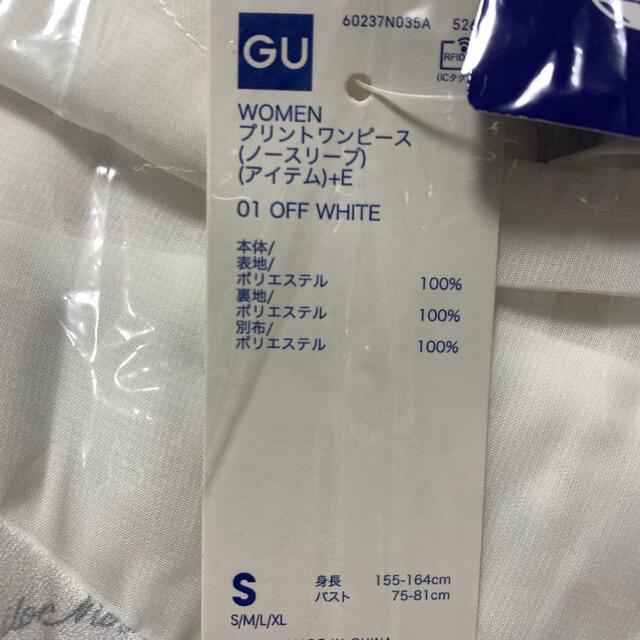 60237N035A 526
GU
RFID
(ICタグ
WOMEN
プリントワンピース
(ノースリーブ)
(アイテム)+E
01 OFF WHITE
本体/
表地/
ポリエステル 100%
裏地/
ポリエステル 100%
別布/
ポリエステル 100%
S 身長 155-164cm
S/M/L/XL バスト 75-81cm
MADE IN CHINA